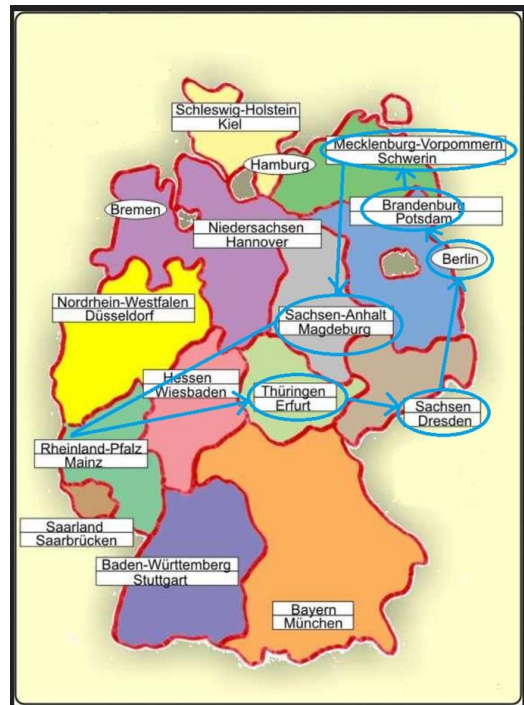 Schleswig-Holstein
Kiel
Mecklenburg-Vorpommern
Schwerin
Hamburg
Brandenburg
Potsdam
Bremen
Niedersachsen
Hannover
Berlin
Nordrhein-Westfalen
Düsseldorf
Sachsen-Anhalt
Magdeburg
Hessen
Wiesbaden
Thüringen
Erfurt
Sachsen
Dresden
Rheinland-Pfalz
Mainz
Saarland
Saarbrücken
Baden-Württemberg
Stuttgart
Bayern
München